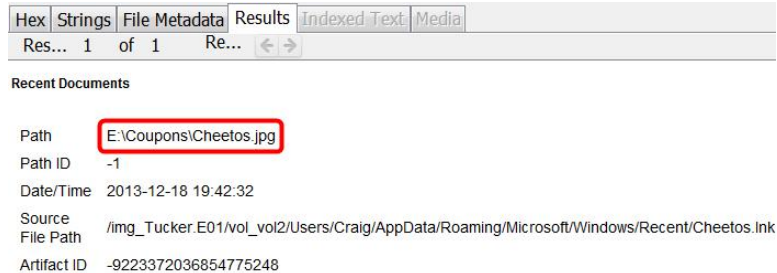 Hex Strings File Metadata Results Indexed Text Media
Res... 1 of 1 Re...
Recent Documents
Path E:\Coupons\Cheetos.jpg
Path ID -1
Date/Time 2013-12-18 19:42:32
Source
File Path /img_Tucker.E01/vol_vol2/Users/Craig/AppData/Roaming/Microsoft/Windows/Recent/Cheetos.lnk
Artifact ID -9223372036854775248